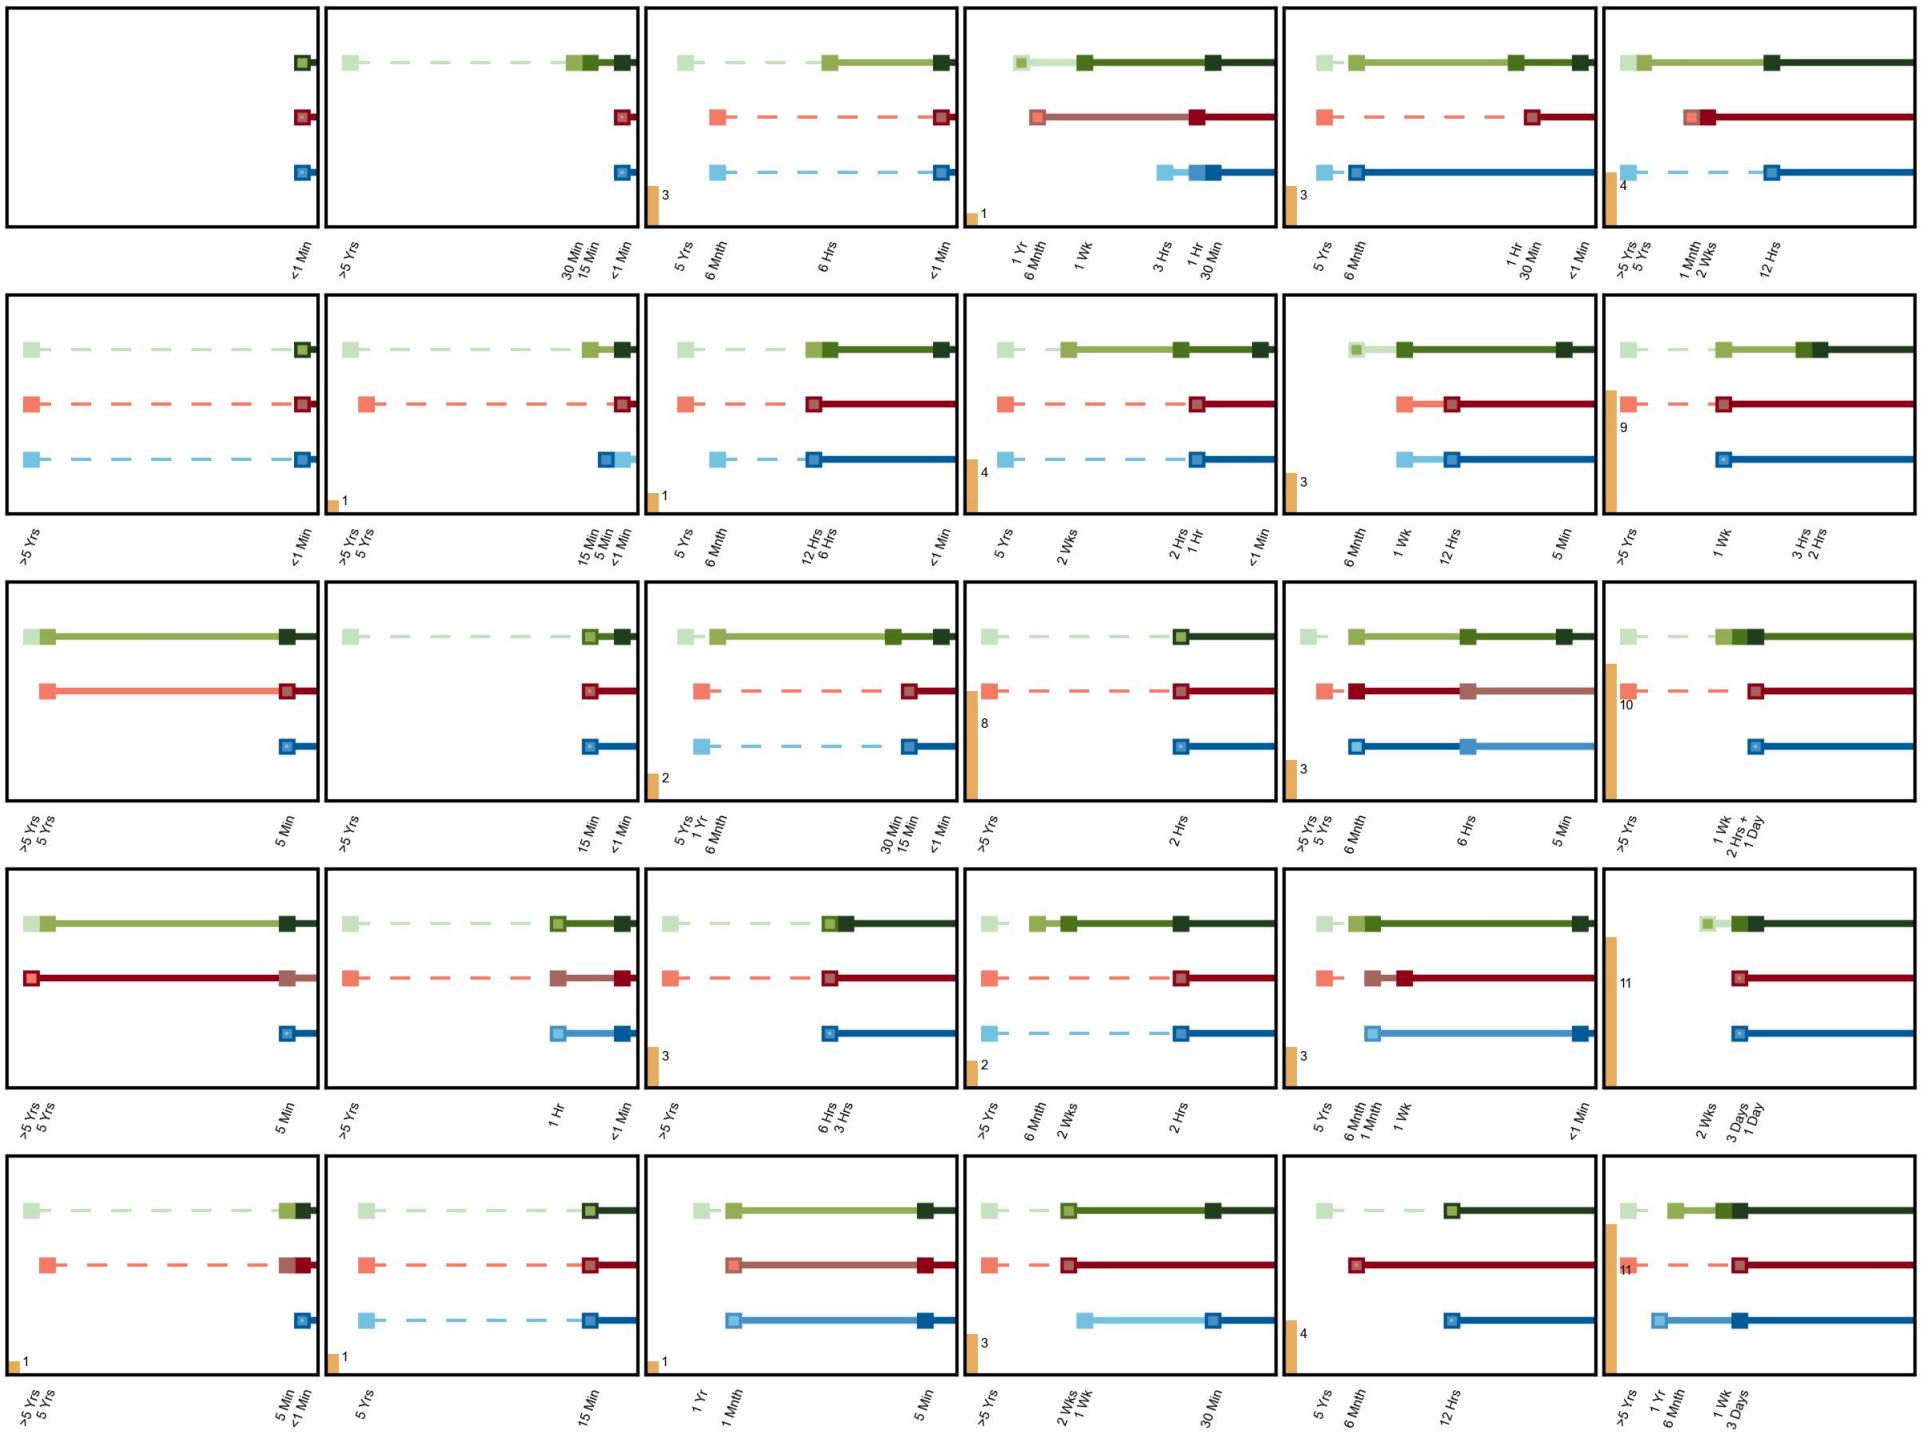 3
1
3
4
<1 Min
>5 Yrs
30 Min
15 Min
<1 Min
5 Yrs
6 Mnth
6 Hrs
<1 Min
1 Yr
6 Mnth
1 Wk
3 Hrs
1 Hr
30 Min
5 Yrs
6 Mnth
1 Hr
30 Min
<1 Min
>5 Yrs
5 Yrs
1 Mnth
2 Wks
12 Hrs
1
1
4
3
9
>5 Yrs
<1 Min
>5 Yrs
5 Yrs
15 Min
5 Min
<1 Min
5 Yrs
6 Mnth
12 Hrs
6 Hrs
<1 Min
5 Yrs
2 Wks
2 Hrs
1 Hr
<1 Min
6 Mnth
1 Wk
12 Hrs
5 Min
>5 Yrs
1 Wk
3 Hrs
2 Hrs
2
8
3
10
>5 Yrs
5 Yrs
5 Min
>5 Yrs
15 Min
<1 Min
5 Yrs
1 Yr
6 Mnth
30 Min
15 Min
<1 Min
>5 Yrs
2 Hrs
>5 Yrs
5 Yrs
6 Mnth
6 Hrs
5 Min
>5 Yrs
1 Wk
2 Hrs +
1 Day
3
2
3
11
>5 Yrs
5 Yrs
5 Min
>5 Yrs
1 Hr
<1 Min
>5 Yrs
6 Hrs
3 Hrs
>5 Yrs
6 Mnth
2 Wks
2 Hrs
5 Yrs
6 Mnth
1 Mnth
1 Wk
<1 Min
2 Wks
3 Days
1 Day
1
1
1
3
4
11
>5 Yrs
5 Yrs
5 Min
<1 Min
5 Yrs
15 Min
1 Yr
1 Mnth
5 Min
>5 Yrs
2 Wks
1 Wk
30 Min
5 Yrs
6 Mnth
12 Hrs
>5 Yrs
1 Yr
6 Mnth
1 Wk
3 Days